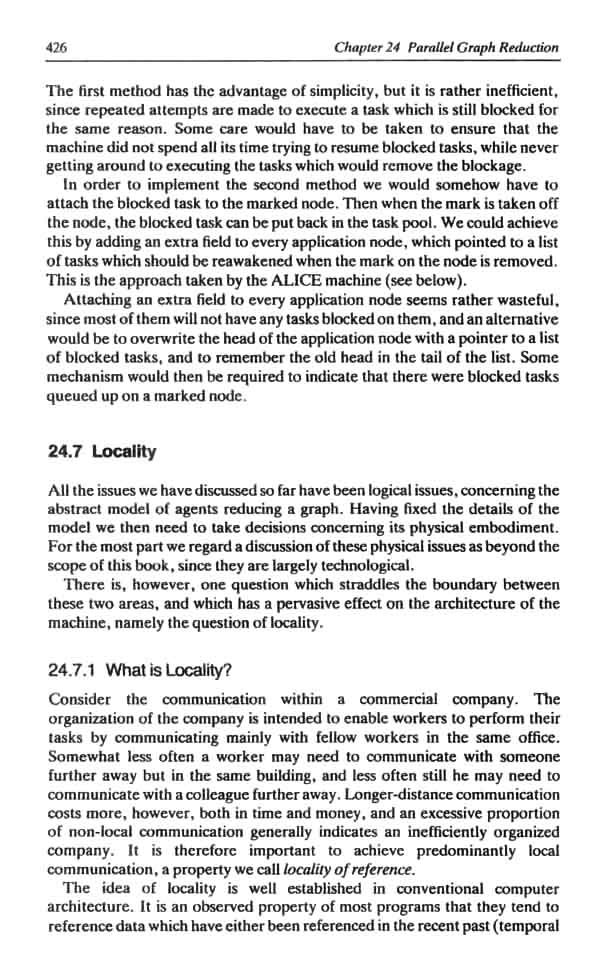 426
Chapter 24 Parallel Graph Reduction
The first method has the advantage of simplicity, but it is rather inefficient,
since repeated attempts are made to execute a task which is still blocked for
the same reason. Some care would have to be taken to ensure that the
machine did not spend all its time trying to resume blocked tasks, while never
getting around to executing the tasks which would remove the blockage.
In order to implement the second method we would somehow have to
attach the blocked task to the marked node. Then when the mark is taken off
the node, the blocked task can be put back in the task pool. We could achieve
this by adding an extra field to every application node, which pointed to a list
of tasks which should be reawakened when the mark on the node is removed.
This is the approach taken by the ALICE machine (see below).
Attaching an extra field to every application node seems rather wasteful,
since most of them will not have any tasks blocked on them, and an alternative
would be to overwrite the head of the application node with a pointer to a list
of blocked tasks, and to remember the old head in the tail of the list. Some
mechanism would then be required to indicate that there were blocked tasks
queued up on a marked node.
24.7 Locality
All the issues we have discussed so far have been logical issues, concerning the
abstract model of agents reducing a graph. Having fixed the details of the
model we then need to take decisions concerning its physical embodiment.
For the most part we regard a discussion of these physical issues as beyond the
scope of this book, since they are largely technological.
There is, however, one question which straddles the boundary between
these two areas, and which has a pervasive effect on the architecture of the
machine, namely the question of locality.
24.7.1 What is Locality?
Consider the communication within a commercial company. The
organization of the company is intended to enable workers to perform their
tasks by communicating mainly with fellow workers in the same office.
Somewhat less often a worker may need to communicate with someone
further away but in the same building, and less often still he may need to
communicate with a colleague further away. Longer-distance communication
costs more, however, both in time and money, and an excessive proportion
of non-local communication generally indicates an inefficiently organized
company. It is therefore important to achieve predominantly local
communication, a property we call locality of reference.
The idea of locality is well established in conventional computer
architecture. It is an observed property of most programs that they tend to
reference data which have either been referenced in the recent past (temporal